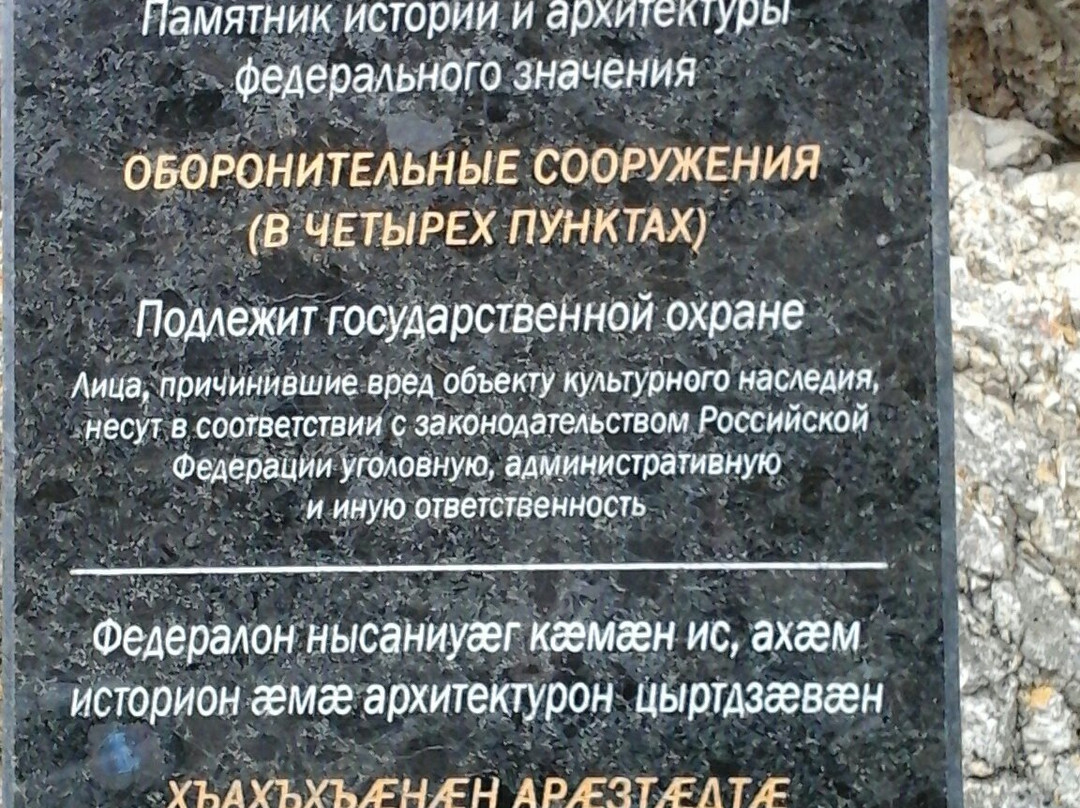 Памятник истории и архитектуры
федерального значения
ОБОРОНИТЕЛЬНЫЕ СООРУЖЕНИЯ
(В ЧЕТЫРЕХ ПУНКТАХ)
Подлежит государственной охране
Лица, причинившие вред объекту культурного наследия,
несут в соответствии с законодательством Российской
Федерации уголовную, административную
и иную ответственность
Федералон нысаниуæг кæмæн ис, ахæм
историон æмæ архитектурон цыртдзæвæн
ХЪАХЪХЪÆНÆН АРÆЗТÆДТÆ